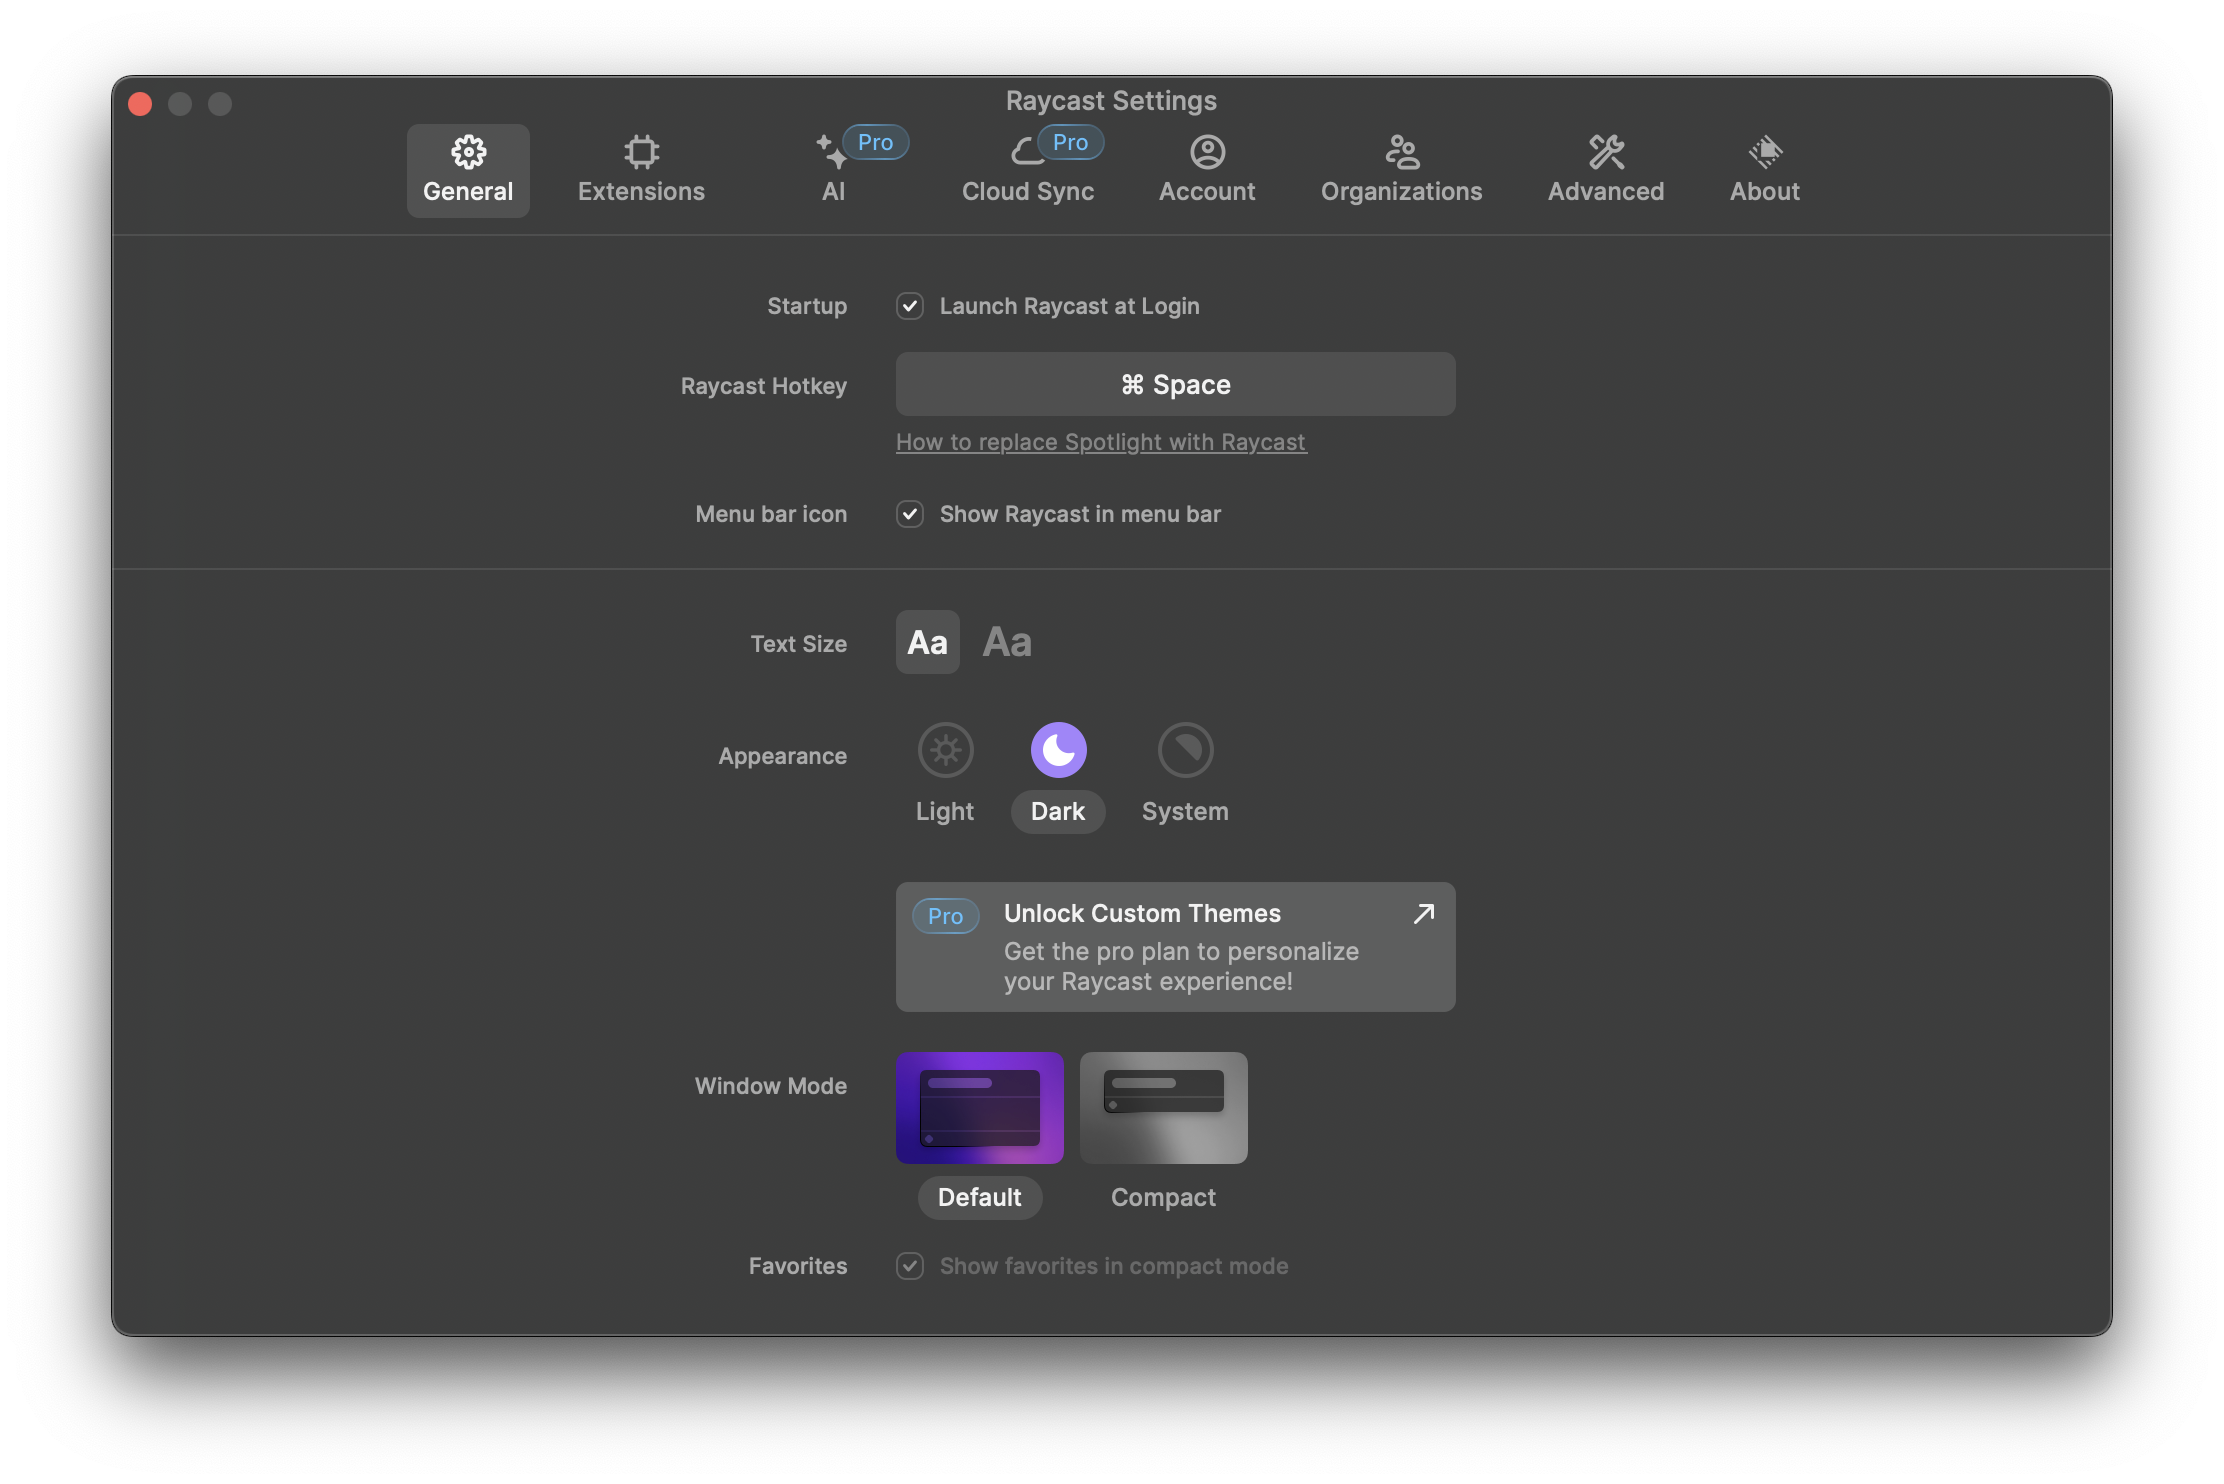 Raycast Settings
General
Extensions
Pro
AI
Pro
Cloud Sync
Account
Organizations
Advanced
About
Startup
Launch Raycast at Login
Raycast Hotkey
⌘ Space
How to replace Spotlight with Raycast
Menu bar icon
Show Raycast in menu bar
Text Size
Aa
Aa
Appearance
Light
Dark
System
Pro
Unlock Custom Themes
Get the pro plan to personalize
your Raycast experience!
Window Mode
Default
Compact
Favorites
Show favorites in compact mode